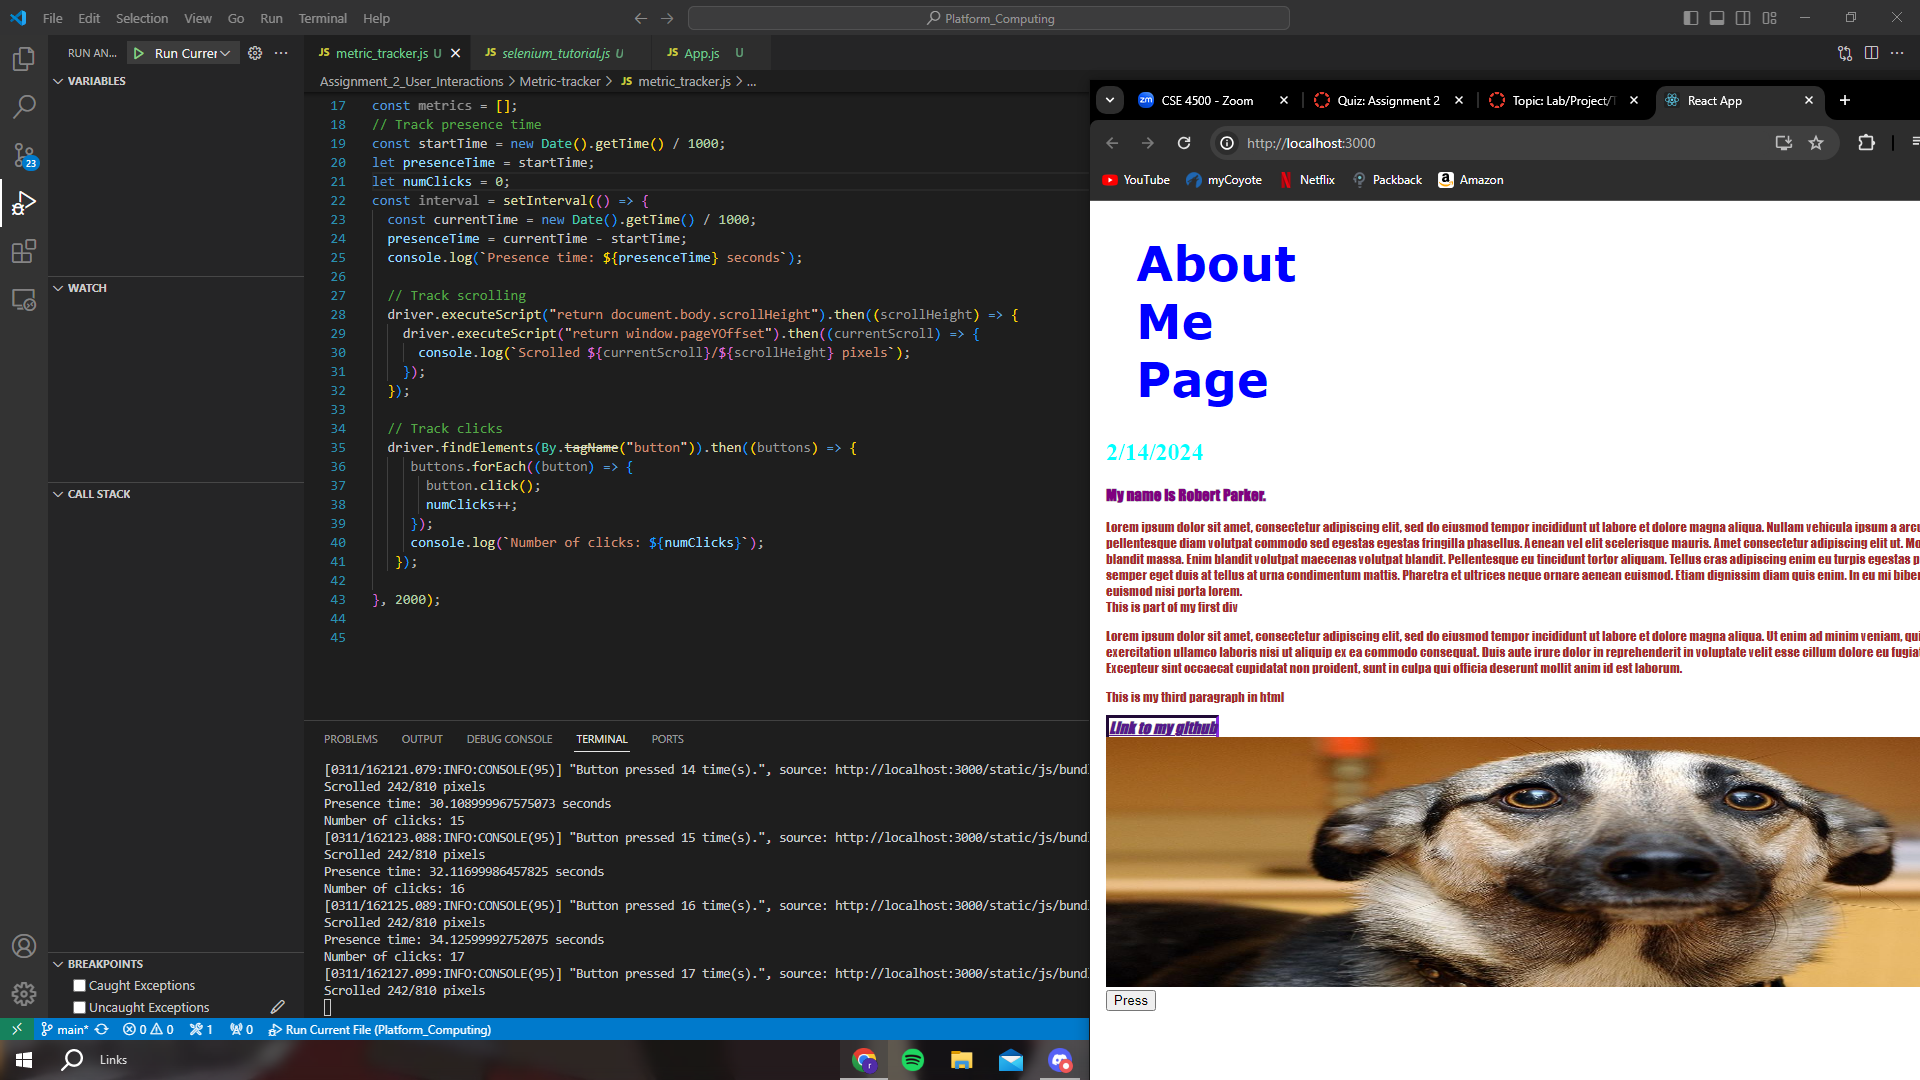 File Edit Selection View Go Run Terminal Help
Platform_Computing
RUN AN... Run Currer
VARIABLES
WATCH
CALL STACK
BREAKPOINTS
Caught Exceptions
Uncaught Exceptions
23
JS metric_tracker.js U
JS selenium_tutorial.js U
JS App.js U
Assignment_2_User_Interactions > Metric-tracker > JS metric_tracker.js > ...
17 const metrics = [];
18 // Track presence time
19 const startTime = new Date().getTime() / 1000;
20 let presenceTime = startTime;
21 let numClicks = 0;
22 const interval = setInterval(() => {
23 const currentTime = new Date().getTime() / 1000;
24 presenceTime = currentTime - startTime;
25 console.log(`Presence time: ${presenceTime} seconds`);
26
27 // Track scrolling
28 driver.executeScript("return document.body.scrollHeight").then((scrollHeight) => {
29 driver.executeScript("return window.pageYOffset").then((currentScroll) => {
30 console.log(`Scrolled ${currentScroll}/${scrollHeight} pixels`);
31 });
32 });
33
34 // Track clicks
35 driver.findElements(By.tagName("button")).then((buttons) => {
36 buttons.forEach((button) => {
37 button.click();
38 numClicks++;
39 });
40 console.log(`Number of clicks: ${numClicks}`);
41 });
42
43 }, 2000);
44
45
PROBLEMS OUTPUT DEBUG CONSOLE TERMINAL PORTS
[0311/162121.079:INFO:CONSOLE(95)] "Button pressed 14 time(s).", source: http://localhost:3000/static/js/bundl
Scrolled 242/810 pixels
Presence time: 30.108999967575073 seconds
Number of clicks: 15
[0311/162123.088:INFO:CONSOLE(95)] "Button pressed 15 time(s).", source: http://localhost:3000/static/js/bundl
Scrolled 242/810 pixels
Presence time: 32.11699986457825 seconds
Number of clicks: 16
[0311/162125.089:INFO:CONSOLE(95)] "Button pressed 16 time(s).", source: http://localhost:3000/static/js/bundl
Scrolled 242/810 pixels
Presence time: 34.12599992752075 seconds
Number of clicks: 17
[0311/162127.099:INFO:CONSOLE(95)] "Button pressed 17 time(s).", source: http://localhost:3000/static/js/bundl
Scrolled 242/810 pixels
main* 0 0 1 0 Run Current File (Platform_Computing)
Links
zm CSE 4500 - Zoom
Quiz: Assignment 2
Topic: Lab/Project/T
React App
http://localhost:3000
YouTube myCoyote Netflix Packback Amazon
About
Me
Page
2/14/2024
My name is Robert Parker.
Lorem ipsum dolor sit amet, consectetur adipiscing elit, sed do eiusmod tempor incididunt ut labore et dolore magna aliqua. Nullam vehicula ipsum a arcu
pellentesque diam volutpat commodo sed egestas egestas fringilla phasellus. Aenean vel elit scelerisque mauris. Amet consectetur adipiscing elit ut. Mo
blandit massa. Enim blandit volutpat maecenas volutpat blandit. Pellentesque eu tincidunt tortor aliquam. Tellus cras adipiscing enim eu turpis egestas p
semper eget duis at tellus at urna condimentum mattis. Pharetra et ultrices neque ornare aenean euismod. Etiam dignissim diam quis enim. In eu mi biben
euismod nisi porta lorem.
This is part of my first div
Lorem ipsum dolor sit amet, consectetur adipiscing elit, sed do eiusmod tempor incididunt ut labore et dolore magna aliqua. Ut enim ad minim veniam, qui
exercitation ullamco laboris nisi ut aliquip ex ea commodo consequat. Duis aute irure dolor in reprehenderit in voluptate velit esse cillum dolore eu fugiat
Excepteur sint occaecat cupidatat non proident, sunt in culpa qui officia deserunt mollit anim id est laborum.
This is my third paragraph in html
Link to my github
Press